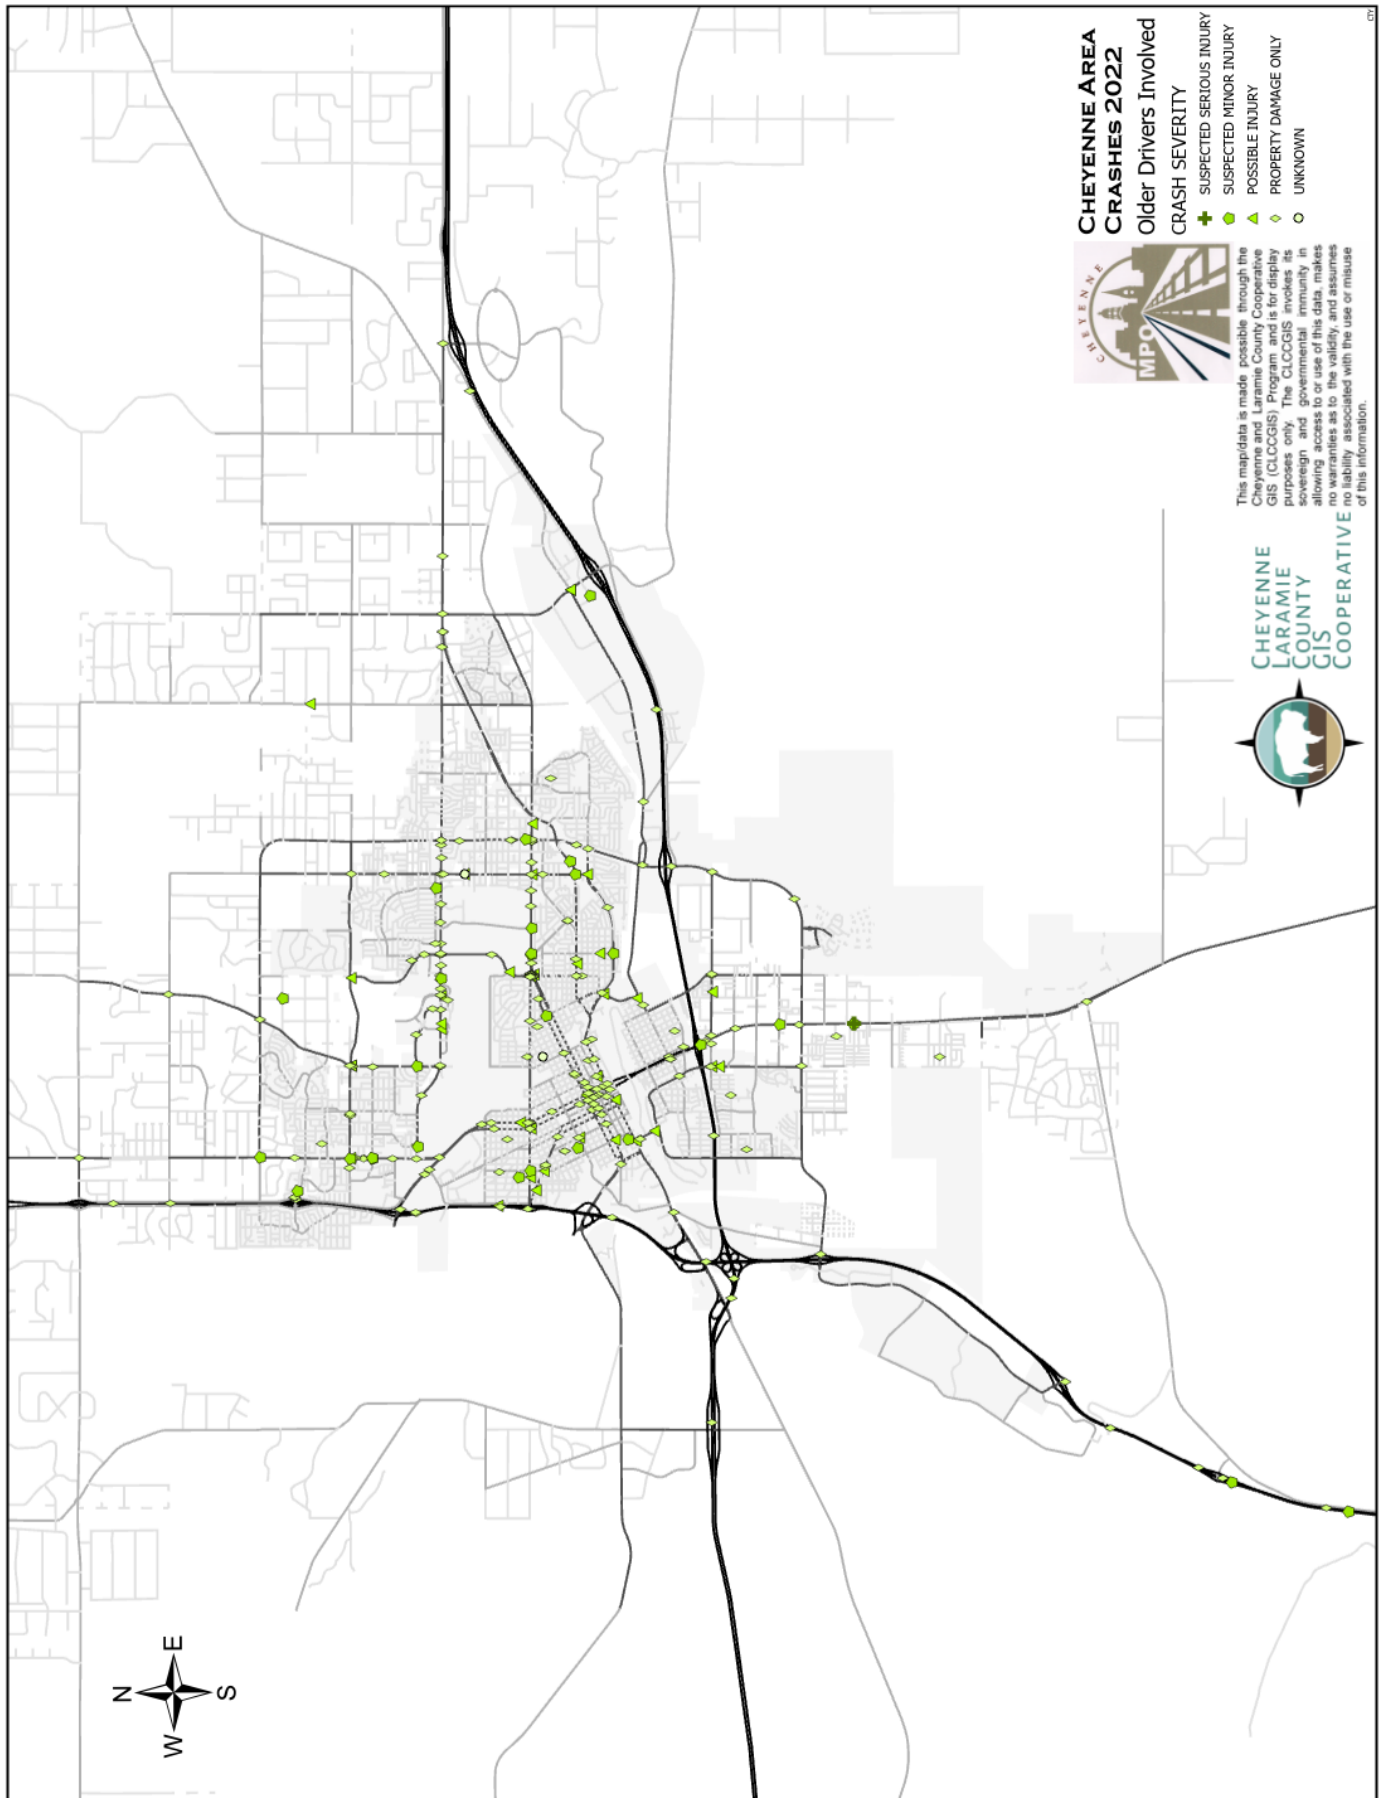 CHEYENNE AREA
CRASHES 2022
Older Drivers Involved
CRASH SEVERITY
SUSPECTED SERIOUS INJURY
SUSPECTED MINOR INJURY
POSSIBLE INJURY
PROPERTY DAMAGE ONLY
UNKNOWN
CHEYENNE
MPO
This map/data is made possible through the
Cheyenne and Laramie County Cooperative
GIS (CLCCGIS) Program and is for display
purposes only. The CLCCGIS invokes its
sovereign and governmental immunity in
allowing access to or use of this data, makes
no warranties as to the validity, and assumes
no liability associated with the use or misuse
of this information.
CHEYENNE
LARAMIE
COUNTY
GIS
COOPERATIVE
N
W
E
S
CTY